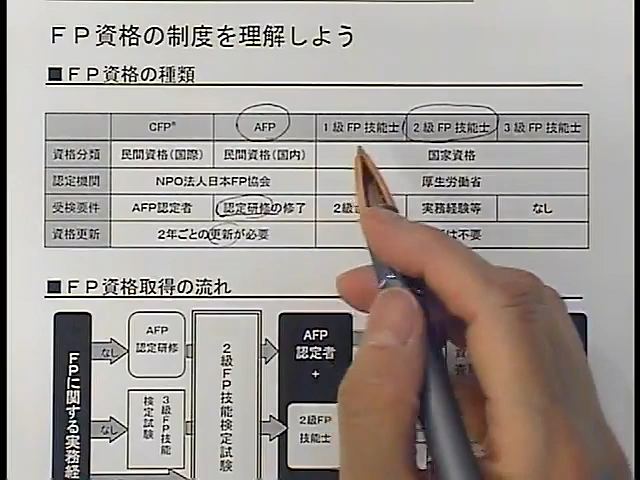 ＦＰ資格の制度を理解しよう
■ＦＰ資格の種類
CFP® AFP 1級FP技能士 2級FP技能士 3級FP技能士
資格分類 民間資格(国際) 民間資格(国内) 国家資格
認定機関 NPO法人日本FP協会 厚生労働省
受検要件 AFP認定者 認定研修の修了 2級 実務経験等 なし
資格更新 2年ごとの更新が必要 は不要
■ＦＰ資格取得の流れ
FPに関する実務経
なし
AFP
認定研修
なし
3級FP技能
検定試験
2級FP技能検定試験
AFP
認定者
+
2級FP
技能士